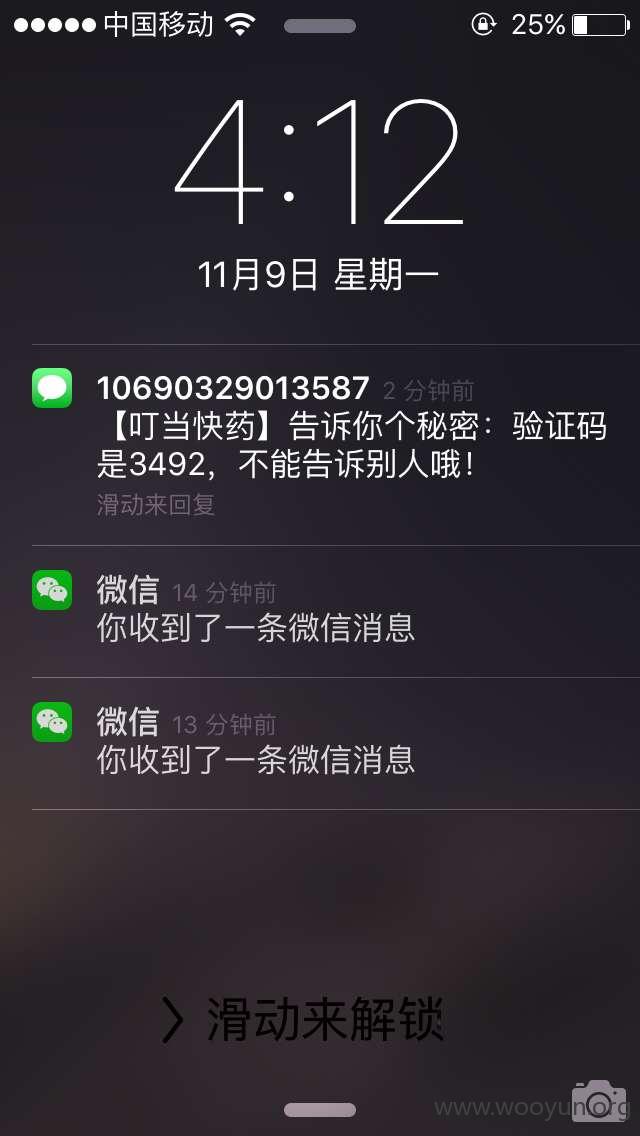 中国移动 25%
4:12
11月9日 星期一
10690329013587 2 分钟前
【叮当快药】告诉你个秘密：验证码
是3492，不能告诉别人哦！
滑动来回复
微信 14 分钟前
你收到了一条微信消息
微信 13 分钟前
你收到了一条微信消息
滑动来解锁
www.wooyun.org